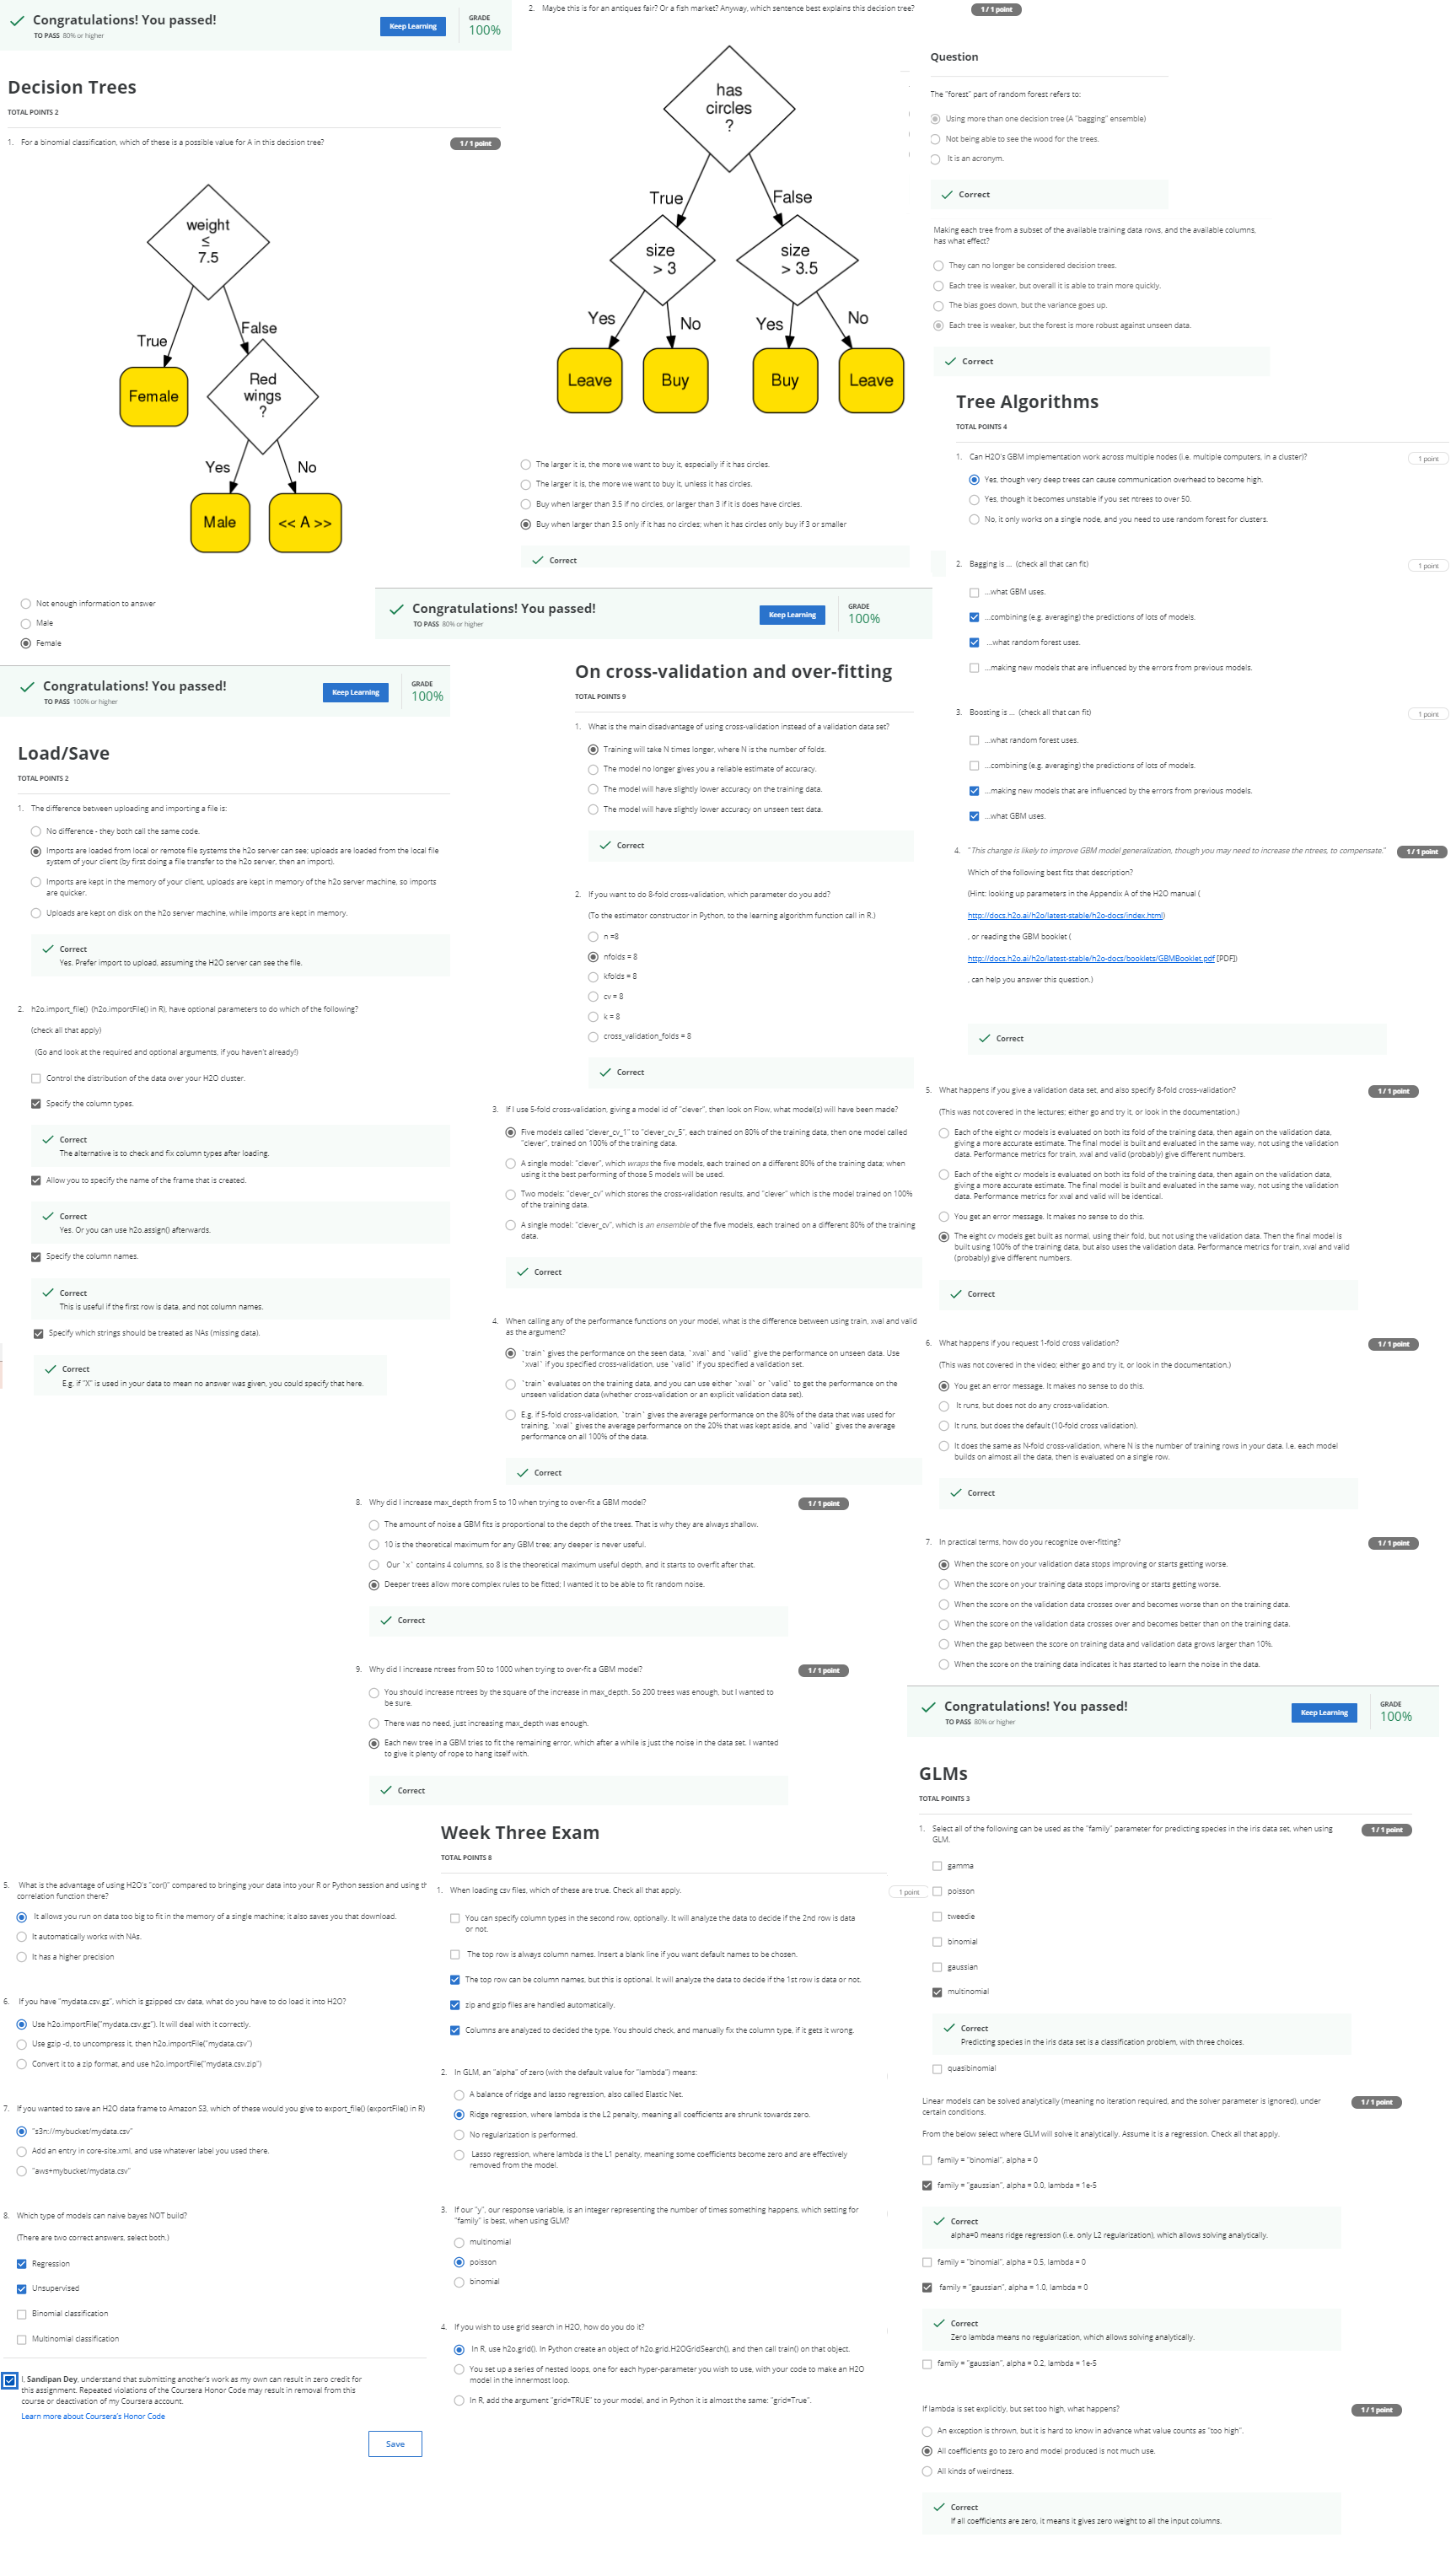 Congratulations! You passed!
TO PASS 80% or higher
Keep Learning
GRADE
100%
Decision Trees
TOTAL POINTS 2
1. For a binomial classification, which of these is a possible value for A in this decision tree?
1 / 1 point
weight
≤
7.5
True
False
Female
Red
wings
?
Yes
No
Male
<< A >>
Not enough information to answer
Male
Female
2. Maybe this is for an antiques fair? Or a fish market? Anyway, which sentence best explains this decision tree?
1 / 1 point
has
circles
?
True
False
size
> 3
size
> 3.5
Yes
No
Yes
No
Leave
Buy
Buy
Leave
The larger it is, the more we want to buy it, especially if it has circles.
The larger it is, the more we want to buy it, unless it has circles.
Buy when larger than 3.5 if no circles, or larger than 3 if it is does have circles.
Buy when larger than 3.5 only if it has no circles; when it has circles only buy if 3 or smaller
Correct
Question
The "forest" part of random forest refers to:
Using more than one decision tree (A "bagging" ensemble)
Not being able to see the wood for the trees.
It is an acronym.
Correct
Making each tree from a subset of the available training data rows, and the available columns,
has what effect?
They can no longer be considered decision trees.
Each tree is weaker, but overall it is able to train more quickly.
The bias goes down, but the variance goes up.
Each tree is weaker, but the forest is more robust against unseen data.
Correct
Tree Algorithms
TOTAL POINTS 4
1. Can H2O's GBM implementation work across multiple nodes (i.e. multiple computers, in a cluster)?
1 point
Yes, though very deep trees can cause communication overhead to become high.
Yes, though it becomes unstable if you set ntrees to over 50.
No, it only works on a single node, and you need to use random forest for clusters.
2. Bagging is ... (check all that can fit)
1 point
...what GBM uses.
...combining (e.g. averaging) the predictions of lots of models.
...what random forest uses.
...making new models that are influenced by the errors from previous models.
3. Boosting is ... (check all that can fit)
1 point
...what random forest uses.
...combining (e.g. averaging) the predictions of lots of models.
...making new models that are influenced by the errors from previous models.
...what GBM uses.
4. "This change is likely to improve GBM model generalization, though you may need to increase the ntrees, to compensate."
1 / 1 point
Which of the following best fits that description?
(Hint: looking up parameters in the Appendix A of the H2O manual (
http://docs.h2o.ai/h2o/latest-stable/h2o-docs/index.html)
, or reading the GBM booklet (
http://docs.h2o.ai/h2o/latest-stable/h2o-docs/booklets/GBMBooklet.pdf [PDF])
, can help you answer this question.)
Correct
Congratulations! You passed!
TO PASS 100% or higher
Keep Learning
GRADE
100%
Load/Save
TOTAL POINTS 2
1. The difference between uploading and importing a file is:
No difference - they both call the same code.
Imports are loaded from local or remote file systems the h2o server can see; uploads are loaded from the local file
system of your client (by first doing a file transfer to the h2o server, then an import).
Imports are kept in the memory of your client, uploads are kept in memory of the h2o server machine, so imports
are quicker.
Uploads are kept on disk on the h2o server machine, while imports are kept in memory.
Correct
Yes. Prefer import to upload, assuming the H2O server can see the file.
2. h2o.import_file() (h2o.importFile() in R), have optional parameters to do which of the following?
(check all that apply)
(Go and look at the required and optional arguments, if you haven't already!)
Control the distribution of the data over your H2O cluster.
Specify the column types.
Correct
The alternative is to check and fix column types after loading.
Allow you to specify the name of the frame that is created.
Correct
Yes. Or you can use h2o.assign() afterwards.
Specify the column names.
Correct
This is useful if the first row is data, and not column names.
Specify which strings should be treated as NAs (missing data).
Correct
E.g. if "X" is used in your data to mean no answer was given, you could specify that here.
Congratulations! You passed!
TO PASS 80% or higher
Keep Learning
GRADE
100%
On cross-validation and over-fitting
TOTAL POINTS 9
1. What is the main disadvantage of using cross-validation instead of a validation data set?
Training will take N times longer, where N is the number of folds.
The model no longer gives you a reliable estimate of accuracy.
The model will have slightly lower accuracy on the training data.
The model will have slightly lower accuracy on unseen test data.
Correct
2. If you want to do 8-fold cross-validation, which parameter do you add?
(To the estimator constructor in Python, to the learning algorithm function call in R.)
n =8
nfolds = 8
kfolds = 8
cv = 8
k = 8
cross_validation_folds = 8
Correct
3. If I use 5-fold cross-validation, giving a model id of "clever", then look on Flow, what model(s) will have been made?
Five models called "clever_cv_1" to "clever_cv_5", each trained on 80% of the training data, then one model called
"clever", trained on 100% of the training data.
A single model: "clever", which wraps the five models, each trained on a different 80% of the training data; when
using it the best performing of those 5 models will be used.
Two models: "clever_cv" which stores the cross-validation results, and "clever" which is the model trained on 100%
of the training data.
A single model: "clever_cv", which is an ensemble of the five models, each trained on a different 80% of the training
data.
Correct
4. When calling any of the performance functions on your model, what is the difference between using train, xval and valid
as the argument?
`train` gives the performance on the seen data, `xval` and `valid` give the performance on unseen data. Use
`xval` if you specified cross-validation, use `valid` if you specified a validation set.
`train` evaluates on the training data, and you can use either `xval` or `valid` to get the performance on the
unseen validation data (whether cross-validation or an explicit validation data set).
E.g. if 5-fold cross-validation, `train` gives the average performance on the 80% of the data that was used for
training, `xval` gives the average performance on the 20% that was kept aside, and `valid` gives the average
performance on all 100% of the data.
Correct
5. What happens if you give a validation data set, and also specify 8-fold cross-validation?
1 / 1 point
(This was not covered in the lectures; either go and try it, or look in the documentation.)
Each of the eight cv models is evaluated on both its fold of the training data, then again on the validation data,
giving a more accurate estimate. The final model is built and evaluated in the same way, not using the validation
data. Performance metrics for train, xval and valid (probably) give different numbers.
Each of the eight cv models is evaluated on both its fold of the training data, then again on the validation data,
giving a more accurate estimate. The final model is built and evaluated in the same way, not using the validation
data. Performance metrics for xval and valid will be identical.
You get an error message. It makes no sense to do this.
The eight cv models get built as normal, using their fold, but not using the validation data. Then the final model is
built using 100% of the training data, but also uses the validation data. Performance metrics for train, xval and valid
(probably) give different numbers.
Correct
6. What happens if you request 1-fold cross validation?
1 / 1 point
(This was not covered in the video: either go and try it, or look in the documentation.)
You get an error message. It makes no sense to do this.
It runs, but does not do any cross-validation.
It runs, but does the default (10-fold cross validation).
It does the same as N-fold cross-validation, where N is the number of training rows in your data. I.e. each model
builds on almost all the data, then is evaluated on a single row.
Correct
7. In practical terms, how do you recognize over-fitting?
1 / 1 point
When the score on your validation data stops improving or starts getting worse.
When the score on your training data stops improving or starts getting worse.
When the score on the validation data crosses over and becomes worse than on the training data.
When the score on the validation data crosses over and becomes better than on the training data.
When the gap between the score on training data and validation data grows larger than 10%.
When the score on the training data indicates it has started to learn the noise in the data.
8. Why did I increase max_depth from 5 to 10 when trying to over-fit a GBM model?
1 / 1 point
The amount of noise a GBM fits is proportional to the depth of the trees. That is why they are always shallow.
10 is the theoretical maximum for any GBM tree; any deeper is never useful.
Our `x` contains 4 columns, so 8 is the theoretical maximum useful depth, and it starts to overfit after that.
Deeper trees allow more complex rules to be fitted; I wanted it to be able to fit random noise.
Correct
9. Why did I increase ntrees from 50 to 1000 when trying to over-fit a GBM model?
1 / 1 point
You should increase ntrees by the square of the increase in max_depth. So 200 trees was enough, but I wanted to
be sure.
There was no need, just increasing max_depth was enough.
Each new tree in a GBM tries to fit the remaining error, which after a while is just the noise in the data set. I wanted
to give it plenty of rope to hang itself with.
Correct
Congratulations! You passed!
TO PASS 80% or higher
Keep Learning
GRADE
100%
GLMs
TOTAL POINTS 3
1. Select all of the following can be used as the "family" parameter for predicting species in the iris data set, when using
GLM.
1 / 1 point
gamma
poisson
tweedie
binomial
gaussian
multinomial
Correct
Predicting species in the iris data set is a classification problem, with three choices.
quasibinomial
Linear models can be solved analytically (meaning no iteration required, and the solver parameter is ignored), under
certain conditions.
1 / 1 point
From the below select where GLM will solve it analytically. Assume it is a regression. Check all that apply.
family = "binomial", alpha = 0
family = "gaussian", alpha = 0.0, lambda = 1e-5
Correct
alpha=0 means ridge regression (i.e. only L2 regularization), which allows solving analytically.
family = "binomial", alpha = 0.5, lambda = 0
family = "gaussian", alpha = 1.0, lambda = 0
Correct
Zero lambda means no regularization, which allows solving analytically.
family = "gaussian", alpha = 0.2, lambda = 1e-5
If lambda is set explicitly, but set too high, what happens?
1 / 1 point
An exception is thrown, but it is hard to know in advance what value counts as "too high".
All coefficients go to zero and model produced is not much use.
All kinds of weirdness.
Correct
If all coefficients are zero, it means it gives zero weight to all the input columns.
Week Three Exam
TOTAL POINTS 8
1. When loading csv files, which of these are true. Check all that apply.
1 point
You can specify column types in the second row, optionally. It will analyze the data to decide if the 2nd row is data
or not.
The top row is always column names. Insert a blank line if you want default names to be chosen.
The top row can be column names, but this is optional. It will analyze the data to decide if the 1st row is data or not.
zip and gzip files are handled automatically.
Columns are analyzed to decided the type. You should check, and manually fix the column type, if it gets it wrong.
2. In GLM, an "alpha" of zero (with the default value for "lambda") means:
A balance of ridge and lasso regression, also called Elastic Net.
Ridge regression, where lambda is the L2 penalty, meaning all coefficients are shrunk towards zero.
No regularization is performed.
Lasso regression, where lambda is the L1 penalty, meaning some coefficients become zero and are effectively
removed from the model.
3. If our "y", our response variable, is an integer representing the number of times something happens, which setting for
"family" is best, when using GLM?
multinomial
poisson
binomial
4. If you wish to use grid search in H2O, how do you do it?
In R, use h2o.grid(). In Python create an object of h2o.grid.H2OGridSearch(), and then call train() on that object.
You set up a series of nested loops, one for each hyper-parameter you wish to use, with your code to make an H2O
model in the innermost loop.
In R, add the argument "grid=TRUE" to your model, and in Python it is almost the same: "grid=True".
5. What is the advantage of using H2O's "cor()" compared to bringing your data into your R or Python session and using th
correlation function there?
It allows you run on data too big to fit in the memory of a single machine; it also saves you that download.
It automatically works with NAs.
It has a higher precision
6. If you have "mydata.csv.gz", which is gzipped csv data, what do you have to do load it into H2O?
Use h2o.importFile("mydata.csv.gz"). It will deal with it correctly.
Use gzip -d, to uncompress it, then h2o.importFile("mydata.csv")
Convert it to a zip format, and use h2o.importFile("mydata.csv.zip")
7. If you wanted to save an H2O data frame to Amazon S3, which of these would you give to export_file() (exportFile() in R)
"s3n://mybucket/mydata.csv"
Add an entry in core-site.xml, and use whatever label you used there.
"aws+mybucket/mydata.csv"
8. Which type of models can naive bayes NOT build?
(There are two correct answers, select both.)
Regression
Unsupervised
Binomial classification
Multinomial classification
I, Sandipan Dey, understand that submitting another's work as my own can result in zero credit for
this assignment. Repeated violations of the Coursera Honor Code may result in removal from this
course or deactivation of my Coursera account.
Learn more about Coursera's Honor Code
Save